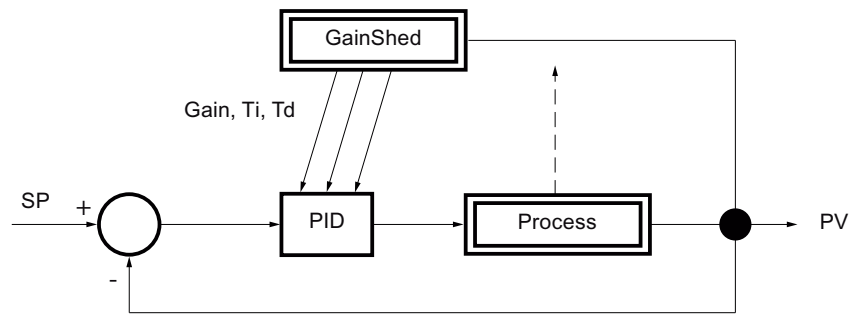 GainShed
Gain, Ti, Td
SP
+
PID
Process
PV
-